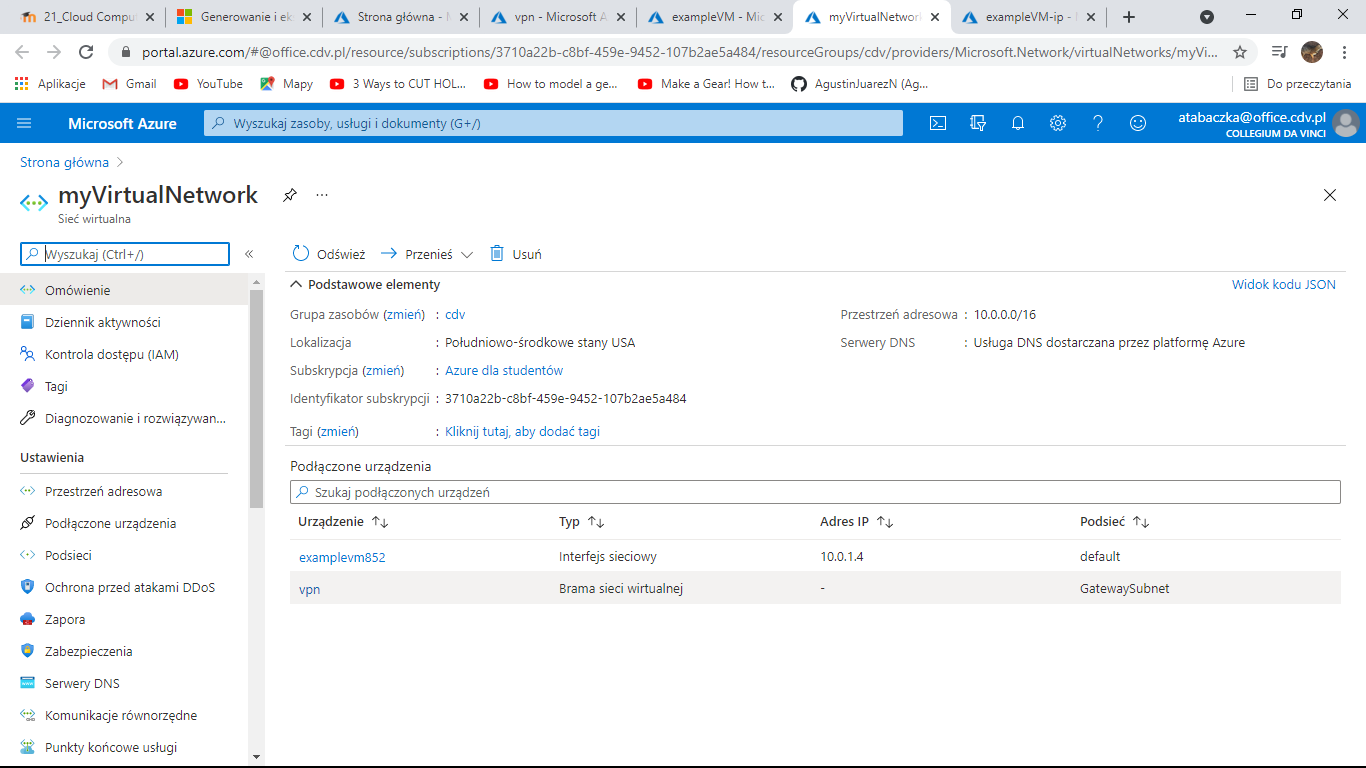 21_Cloud Comput
Generowanie i eks
Strona główna - M
vpn - Microsoft A
exampleVM - Mic
myVirtualNetwork
exampleVM-ip -
portal.azure.com/#@office.cdv.pl/resource/subscriptions/3710a22b-c8bf-459e-9452-107b2ae5a484/resourceGroups/cdv/providers/Microsoft.Network/virtualNetworks/myVi...
Aplikacje
Gmail
YouTube
Mapy
3 Ways to CUT HOL...
How to model a ge...
Make a Gear! How t...
AgustinJuarezN (Ag...
Do przeczytania
Microsoft Azure
Wyszukaj zasoby, usługi i dokumenty (G+/)
atabaczka@office.cdv.pl
COLLEGIUM DA VINCI
Strona główna >
myVirtualNetwork
Sieć wirtualna
Wyszukaj (Ctrl+/)
«
Omówienie
Dziennik aktywności
Kontrola dostępu (IAM)
Tagi
Diagnozowanie i rozwiązywan...
Ustawienia
Przestrzeń adresowa
Podłączone urządzenia
Podsieci
Ochrona przed atakami DDoS
Zapora
Zabezpieczenia
Serwery DNS
Komunikacje równorzędne
Punkty końcowe usługi
Odśwież
Przenieś
Usuń
Podstawowe elementy
Widok kodu JSON
Grupa zasobów (zmień) : cdv
Lokalizacja : Południowo-środkowe stany USA
Subskrypcja (zmień) : Azure dla studentów
Identyfikator subskrypcji : 3710a22b-c8bf-459e-9452-107b2ae5a484
Tagi (zmień) : Kliknij tutaj, aby dodać tagi
Przestrzeń adresowa : 10.0.0.0/16
Serwery DNS : Usługa DNS dostarczana przez platformę Azure
Podłączone urządzenia
Szukaj podłączonych urządzeń
Urządzenie Typ Adres IP Podsieć
examplevm852 Interfejs sieciowy 10.0.1.4 default
vpn Brama sieci wirtualnej - GatewaySubnet